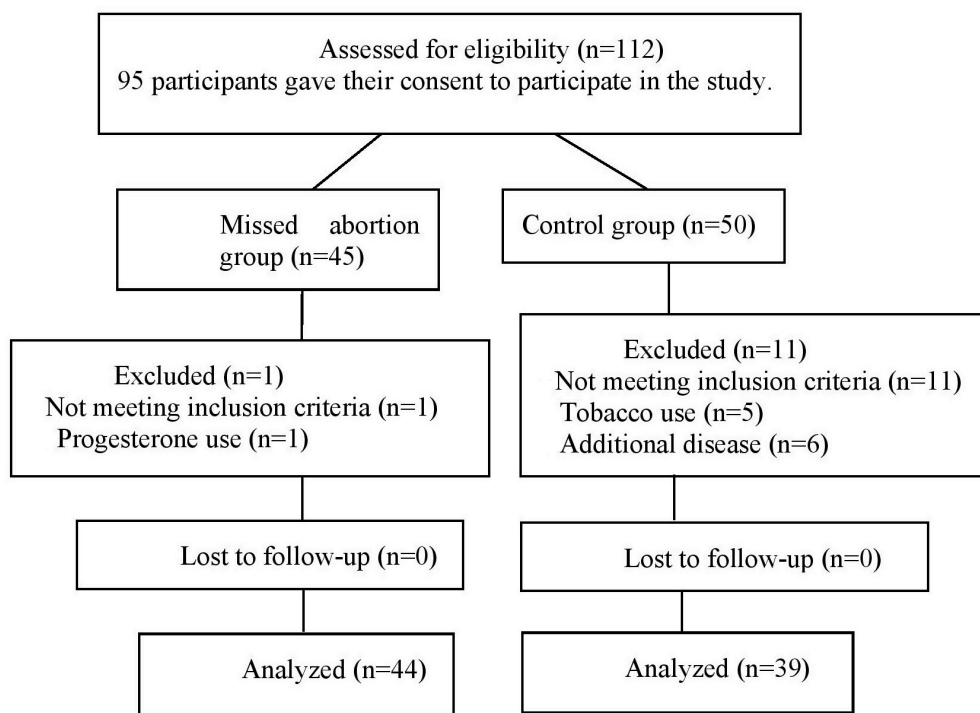 Assessed for eligibility (n=112)
95 participants gave their consent to participate in the study.
Missed abortion
group (n=45)
Control group (n=50)
Excluded (n=1)
Not meeting inclusion criteria (n=1)
Progesterone use (n=1)
Excluded (n=11)
Not meeting inclusion criteria (n=11)
Tobacco use (n=5)
Additional disease (n=6)
Lost to follow-up (n=0)
Lost to follow-up (n=0)
Analyzed (n=44)
Analyzed (n=39)